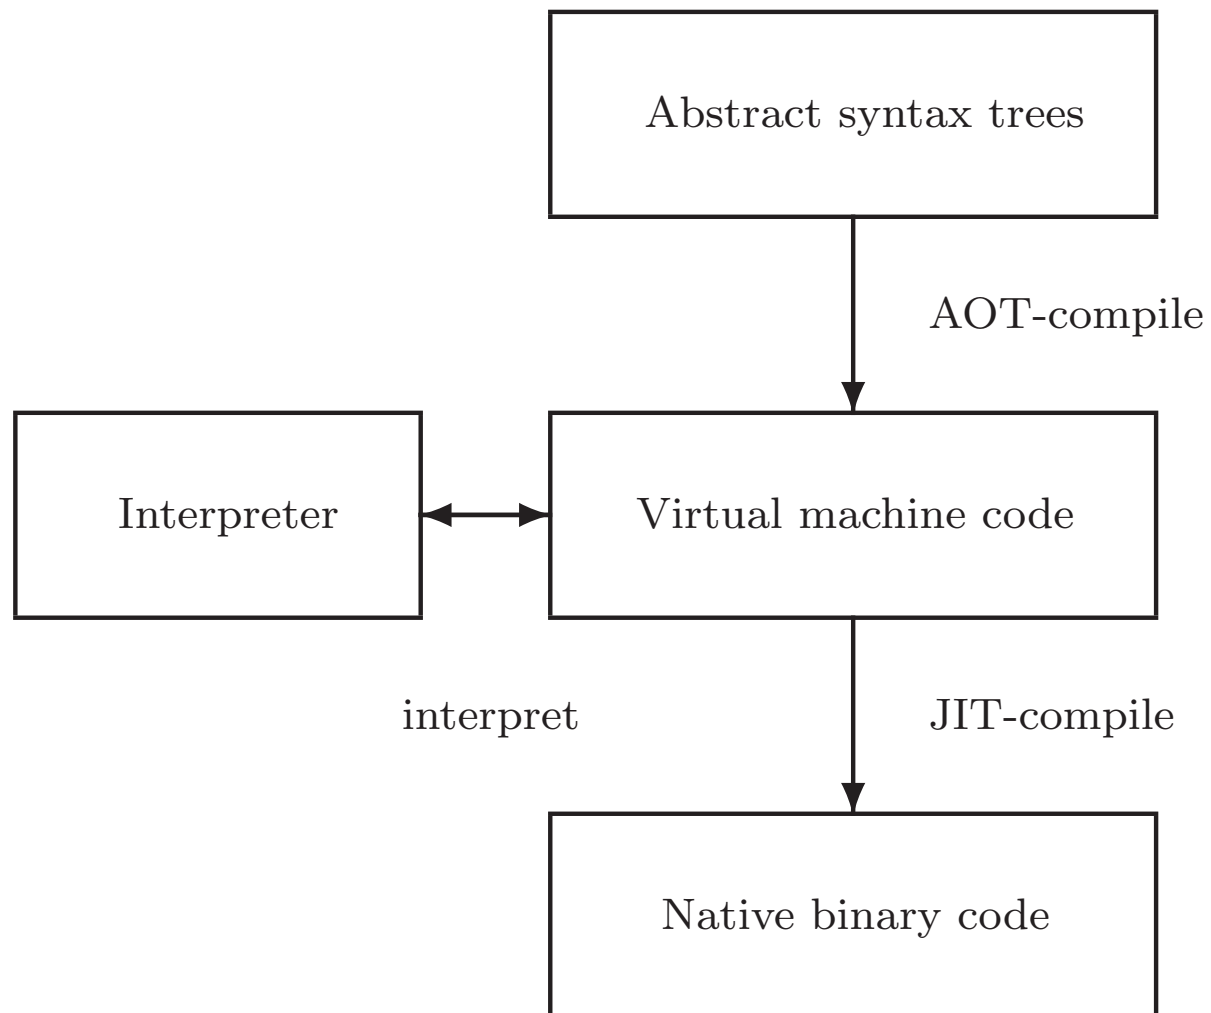 Abstract syntax trees
AOT-compile
Interpreter
Virtual machine code
interpret
JIT-compile
Native binary code